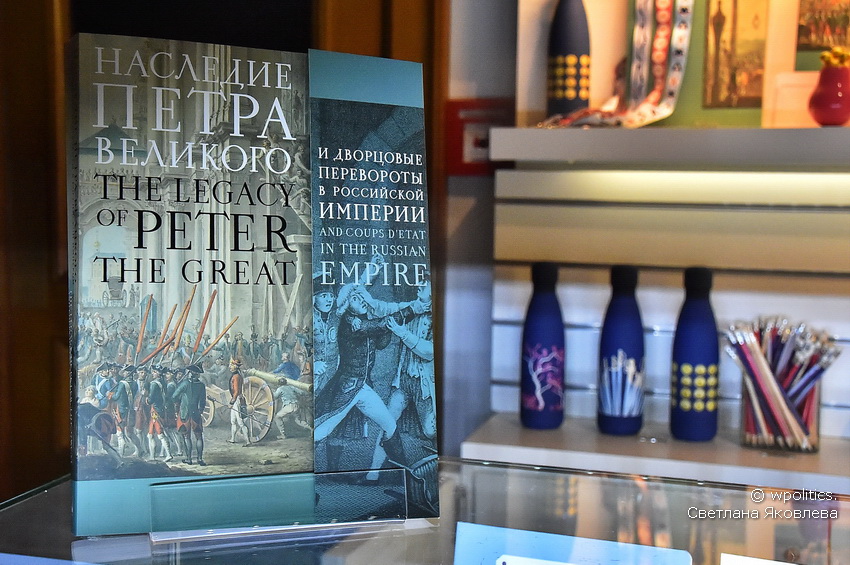 НАСЛЕДИЕ
ПЕТРА
ВЕЛИКОГО
THE LEGACY
OF PETER
THE GREAT
И ДВОРЦОВЫЕ
ПЕРЕВОРОТЫ
В РОССИЙСКОЙ
ИМПЕРИИ
AND COUPS D'ETAT
IN THE RUSSIAN
EMPIRE
© wpolities.
Светлана Яковлева